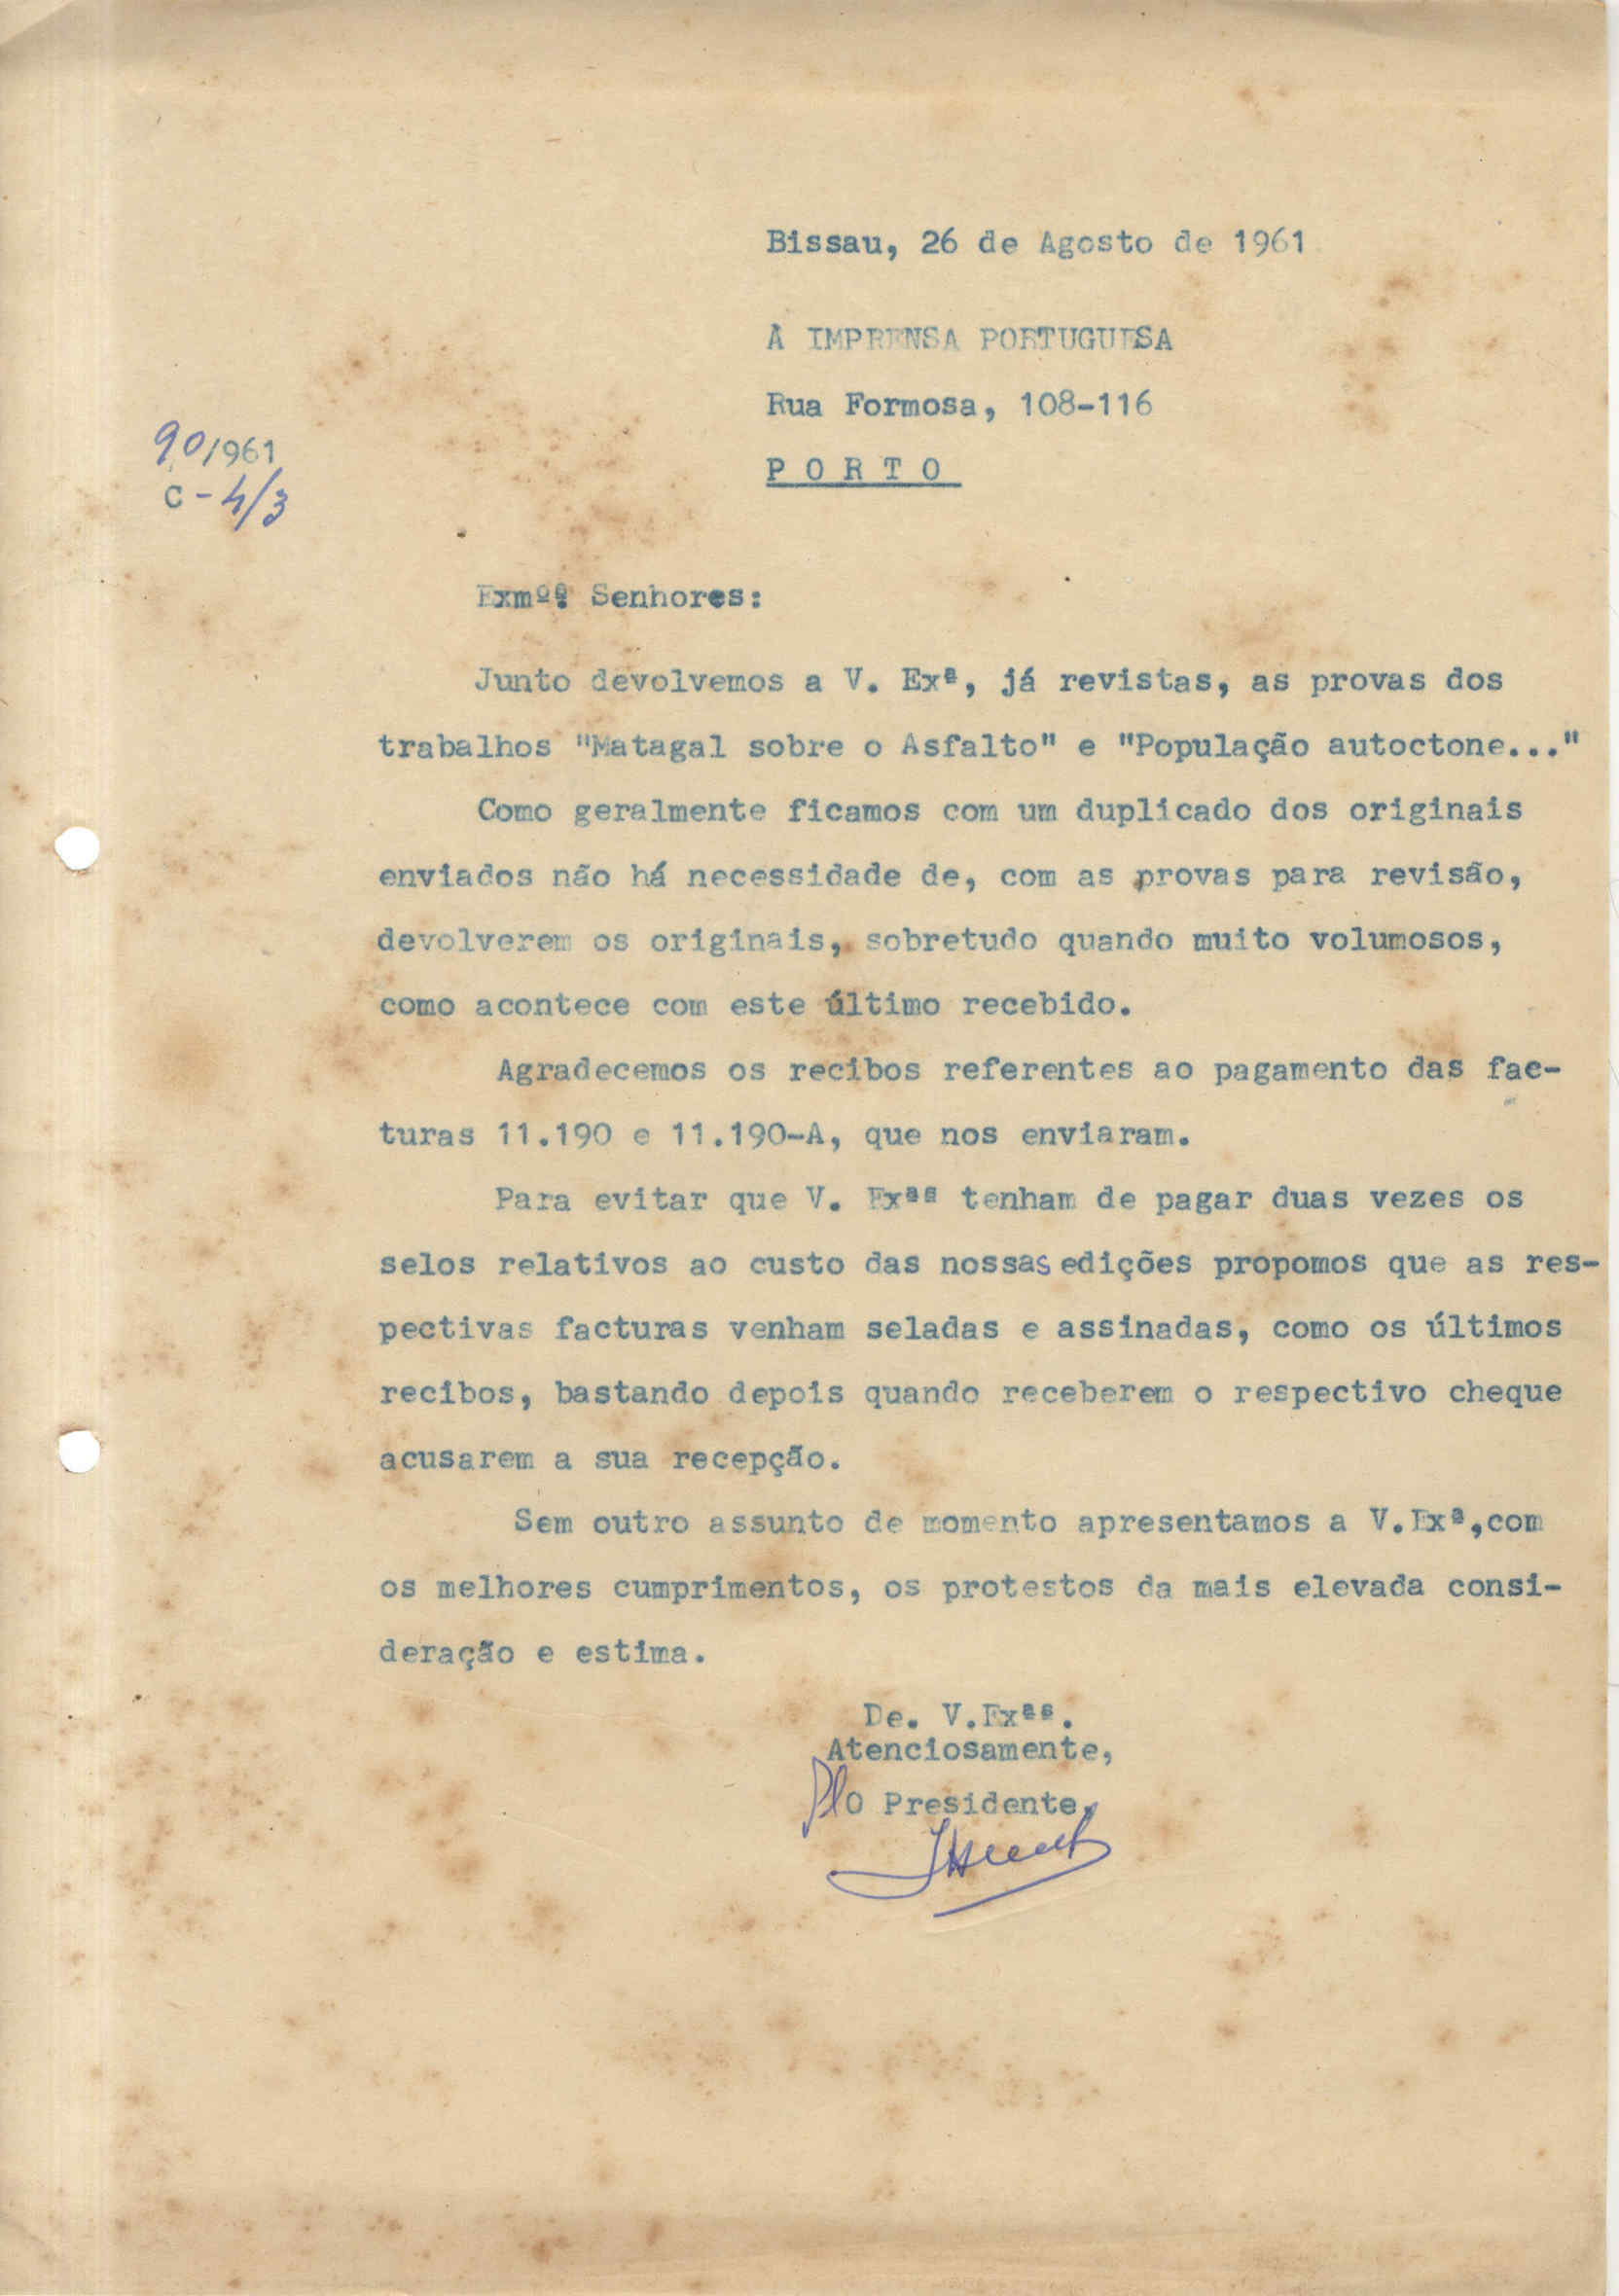 Bissau, 26 de Agosto de 1961
À IMPRENSA PORTUGUESA
Rua Formosa, 108-116
P O R T O
90/961
C - 4/3
Exmºº Senhores:
Junto devolvemos a V. Exª, já revistas, as provas dos
trabalhos "Matagal sobre o Asfalto" e "População autoctone..."
Como geralmente ficamos com um duplicado dos originais
enviados não há necessidade de, com as provas para revisão,
devolverem os originais, sobretudo quando muito volumosos,
como acontece com este último recebido.
Agradecemos os recibos referentes ao pagamento das fac-
turas 11.190 e 11.190-A, que nos enviaram.
Para evitar que V. Exªª tenham de pagar duas vezes os
selos relativos ao custo das nossas edições propomos que as res-
pectivas facturas venham seladas e assinadas, como os últimos
recibos, bastando depois quando receberem o respectivo cheque
acusarem a sua recepção.
Sem outro assunto de momento apresentamos a V.Exª,com
os melhores cumprimentos, os protestos da mais elevada consi-
deração e estima.
De. V.Exªs.
Atenciosamente,
Pl O Presidente,